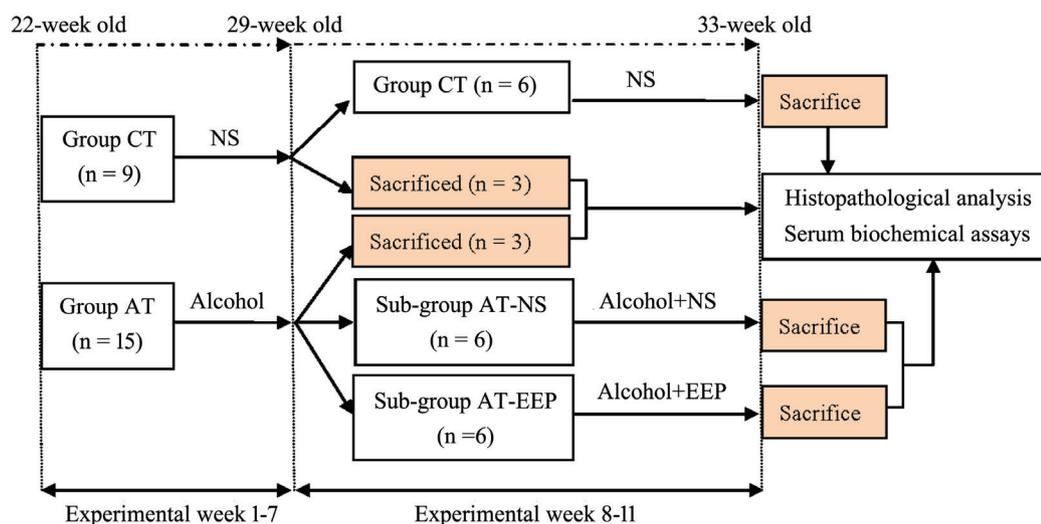 22-week old
29-week old
33-week old
Group CT (n = 6)
NS
Sacrifice
Group CT
(n = 9)
NS
Sacrificed (n = 3)
Histopathological analysis
Serum biochemical assays
Sacrificed (n = 3)
Group AT
(n = 15)
Alcohol
Sub-group AT-NS
(n = 6)
Alcohol+NS
Sacrifice
Sub-group AT-EEP
(n =6)
Alcohol+EEP
Sacrifice
Experimental week 1-7
Experimental week 8-11